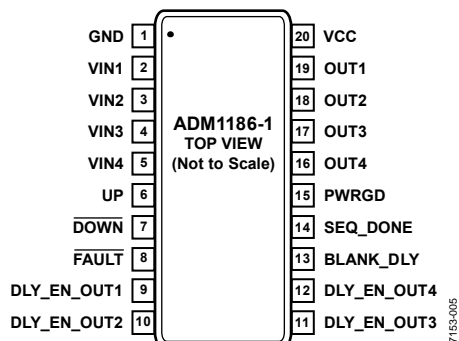 GND 1
VIN1 2
VIN2 3
VIN3 4
VIN4 5
UP 6
DOWN 7
FAULT 8
DLY_EN_OUT1 9
DLY_EN_OUT2 10
ADM1186-1
TOP VIEW
(Not to Scale)
20 VCC
19 OUT1
18 OUT2
17 OUT3
16 OUT4
15 PWRGD
14 SEQ_DONE
13 BLANK_DLY
12 DLY_EN_OUT4
11 DLY_EN_OUT3
7153-005